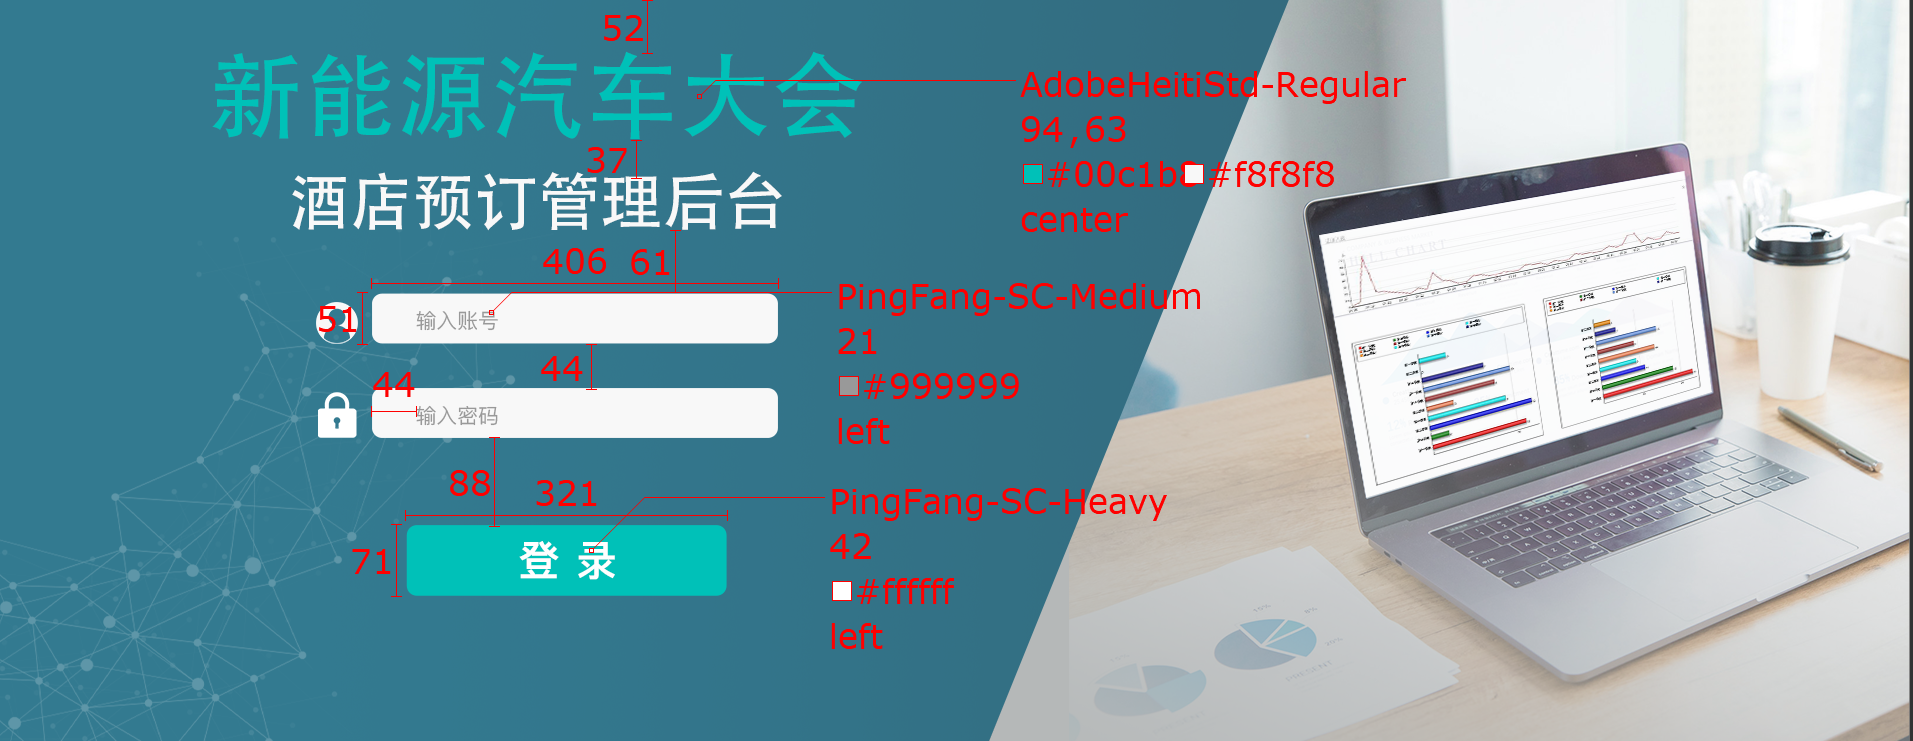 52
新能源汽车大会
AdobeHeitiStd-Regular
94,63
#00c1b8 #f8f8f8
center
37
酒店预订管理后台
406
61
PingFang-SC-Medium
21
#999999
left
51
输入账号
44
44
输入密码
88
321
PingFang-SC-Heavy
42
#ffffff
left
71
登 录
PRESENT